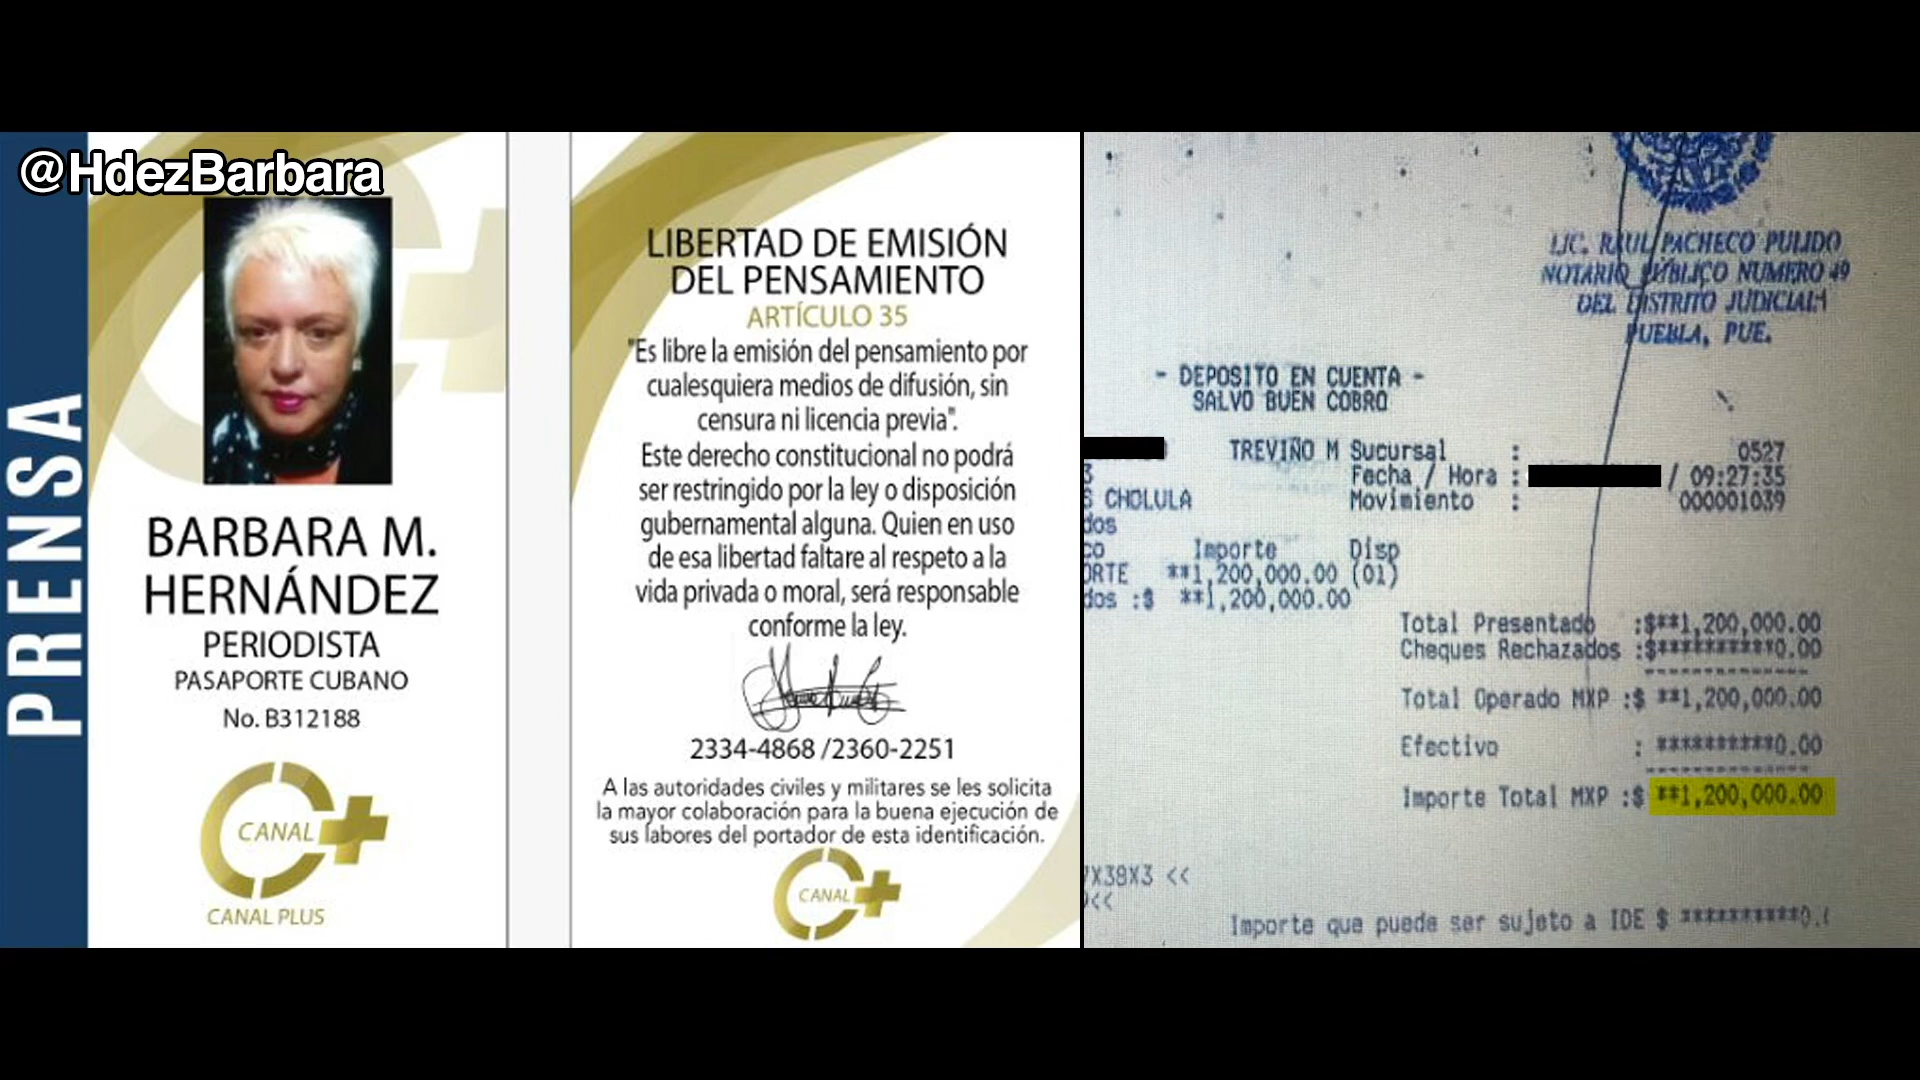 @HdezBarbara
PRENSA
BARBARA M.
HERNÁNDEZ
PERIODISTA
PASAPORTE CUBANO
No. B312188
CANAL
CANAL PLUS
LIBERTAD DE EMISIÓN
DEL PENSAMIENTO
ARTÍCULO 35
"Es libre la emisión del pensamiento por
cualesquiera medios de difusión, sin
censura ni licencia previa".
Este derecho constitucional no podrá
ser restringido por la ley o disposición
gubernamental alguna. Quien en uso
de esa libertad faltare al respeto a la
vida privada o moral, será responsable
conforme la ley.
2334-4868 /2360-2251
A las autoridades civiles y militares se les solicita
la mayor colaboración para la buena ejecución de
sus labores del portador de esta identificación.
CANAL
LIC. RAUL PACHECO PULIDO
NOTARIO PÚBLICO NUMERO 49
DEL DISTRITO JUDICIAL
PUEBLA, PUE.
- DEPOSITO EN CUENTA -
SALVO BUEN COBRO
TREVIÑO M Sucursal : 0527
3 Fecha / Hora : / 09:27:35
S CHOLULA Movimiento : 000001039
dos
co Importe Disp
ORTE **1,200,000.00 (01)
dos :$ **1,200,000.00
Total Presentado :$**1,200,000.00
Cheques Rechazados :$**********0.00
Total Operado MXP :$ **1,200,000.00
Efectivo : **********0.00
Importe Total MXP :$ **1,200,000.00
X38X3 <<
<<
Importe que puede ser sujeto a IDE $ **********0.